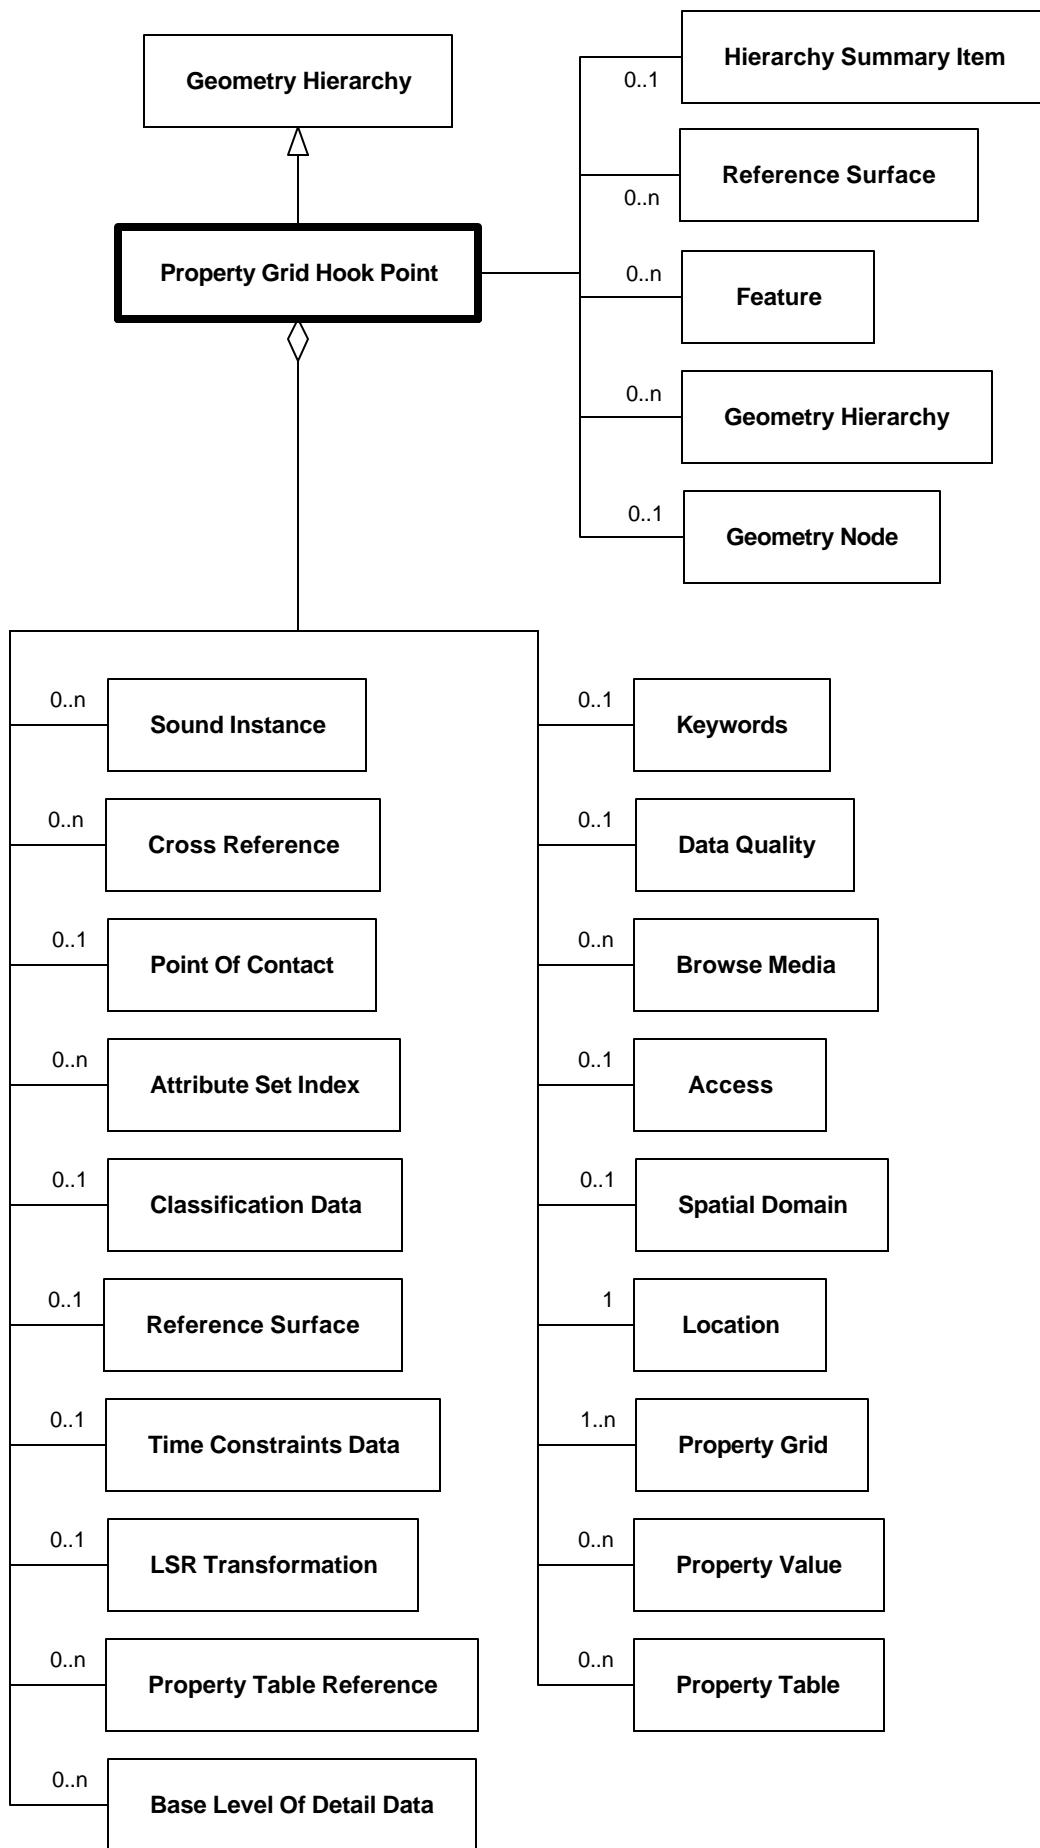 Geometry Hierarchy
Property Grid Hook Point
0..1
Hierarchy Summary Item
0..n
Reference Surface
0..n
Feature
0..n
Geometry Hierarchy
0..1
Geometry Node
0..n
Sound Instance
0..n
Cross Reference
0..1
Point Of Contact
0..n
Attribute Set Index
0..1
Classification Data
0..1
Reference Surface
0..1
Time Constraints Data
0..1
LSR Transformation
0..n
Property Table Reference
0..n
Base Level Of Detail Data
0..1
Keywords
0..1
Data Quality
0..n
Browse Media
0..1
Access
0..1
Spatial Domain
1
Location
1..n
Property Grid
0..n
Property Value
0..n
Property Table